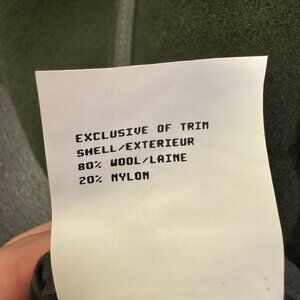 EXCLUSIVE OF TRIM
SHELL/EXTERIEUR
80% WOOL/LAINE
20% NYLON